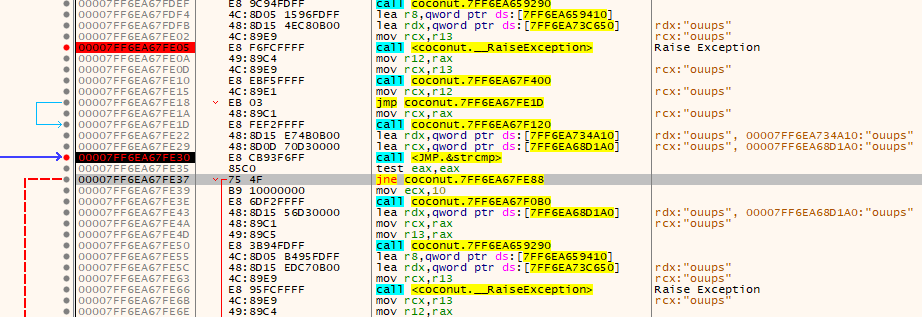 00007FF6EA67FDEF E8 9C94FDFF call coconut.7FF6EA659290
00007FF6EA67FDF4 4C:8D05 1596FDFF lea r8,qword ptr ds:[7FF6EA659410]
00007FF6EA67FDFB 48:8D15 4EC80B00 lea rdx,qword ptr ds:[7FF6EA73C650] rdx:"ouups"
00007FF6EA67FE02 4C:89E9 mov rcx,r13 rcx:"ouups"
00007FF6EA67FE05 E8 F6FCFFFF call <coconut.__RaiseException> Raise Exception
00007FF6EA67FE0A 49:89C4 mov r12,rax
00007FF6EA67FE0D 4C:89E9 mov rcx,r13 rcx:"ouups"
00007FF6EA67FE10 E8 EBF5FFFF call coconut.7FF6EA67F400
00007FF6EA67FE15 4C:89E1 mov rcx,r12 rcx:"ouups"
00007FF6EA67FE18 EB 03 jmp coconut.7FF6EA67FE1D
00007FF6EA67FE1A 48:89C1 mov rcx,rax rcx:"ouups"
00007FF6EA67FE1D E8 FEF2FFFF call coconut.7FF6EA67F120
00007FF6EA67FE22 48:8D15 E74B0B00 lea rdx,qword ptr ds:[7FF6EA734A10] rdx:"ouups", 00007FF6EA734A10:"ouups"
00007FF6EA67FE29 48:8D0D 70D30000 lea rcx,qword ptr ds:[7FF6EA68D1A0] rcx:"ouups", 00007FF6EA68D1A0:"ouups"
00007FF6EA67FE30 E8 CB93F6FF call <JMP.&strcmp>
00007FF6EA67FE35 85C0 test eax,eax
00007FF6EA67FE37 75 4F jne coconut.7FF6EA67FE88
00007FF6EA67FE39 B9 10000000 mov ecx,10
00007FF6EA67FE3E E8 6DF2FFFF call coconut.7FF6EA67F0B0
00007FF6EA67FE43 48:8D15 56D30000 lea rdx,qword ptr ds:[7FF6EA68D1A0] rdx:"ouups", 00007FF6EA68D1A0:"ouups"
00007FF6EA67FE4A 48:89C1 mov rcx,rax rcx:"ouups"
00007FF6EA67FE4D 49:89C5 mov r13,rax
00007FF6EA67FE50 E8 3B94FDFF call coconut.7FF6EA659290
00007FF6EA67FE55 4C:8D05 B495FDFF lea r8,qword ptr ds:[7FF6EA659410]
00007FF6EA67FE5C 48:8D15 EDC70B00 lea rdx,qword ptr ds:[7FF6EA73C650] rdx:"ouups"
00007FF6EA67FE63 4C:89E9 mov rcx,r13 rcx:"ouups"
00007FF6EA67FE66 E8 95FCFFFF call <coconut.__RaiseException> Raise Exception
00007FF6EA67FE6B 4C:89E9 mov rcx,r13 rcx:"ouups"
00007FF6EA67FE6E 49:89C4 mov r12,rax